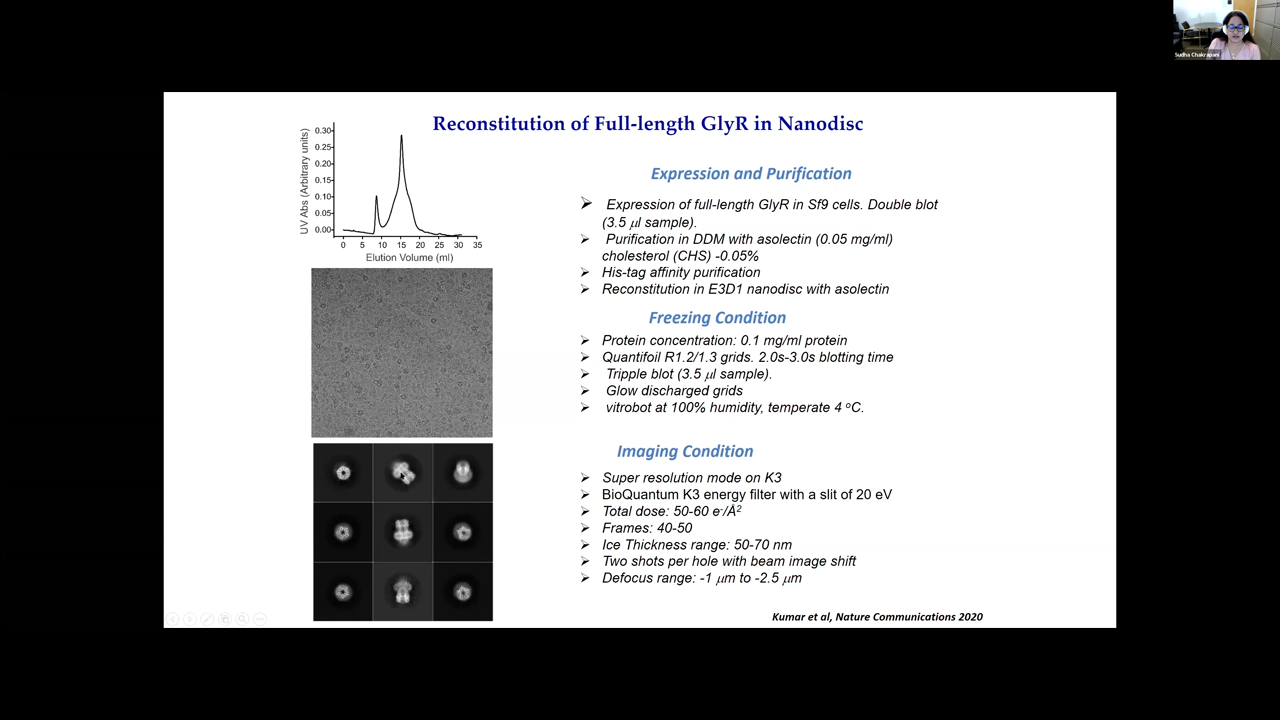 Sudha Chakrapani
Reconstitution of Full-length GlyR in Nanodisc
UV Abs (Arbitrary units)
0.30
0.25
0.20
0.15
0.10
0.05
0.00
0 5 10 15 20 25 30 35
Elution Volume (ml)
Expression and Purification
➢ Expression of full-length GlyR in Sf9 cells. Double blot
(3.5 μl sample).
➢ Purification in DDM with asolectin (0.05 mg/ml)
cholesterol (CHS) -0.05%
➢ His-tag affinity purification
➢ Reconstitution in E3D1 nanodisc with asolectin
Freezing Condition
➢ Protein concentration: 0.1 mg/ml protein
➢ Quantifoil R1.2/1.3 grids. 2.0s-3.0s blotting time
➢ Tripple blot (3.5 μl sample).
➢ Glow discharged grids
➢ vitrobot at 100% humidity, temperate 4 °C.
Imaging Condition
➢ Super resolution mode on K3
➢ BioQuantum K3 energy filter with a slit of 20 eV
➢ Total dose: 50-60 e⁻/Å²
➢ Frames: 40-50
➢ Ice Thickness range: 50-70 nm
➢ Two shots per hole with beam image shift
➢ Defocus range: -1 μm to -2.5 μm
Kumar et al, Nature Communications 2020